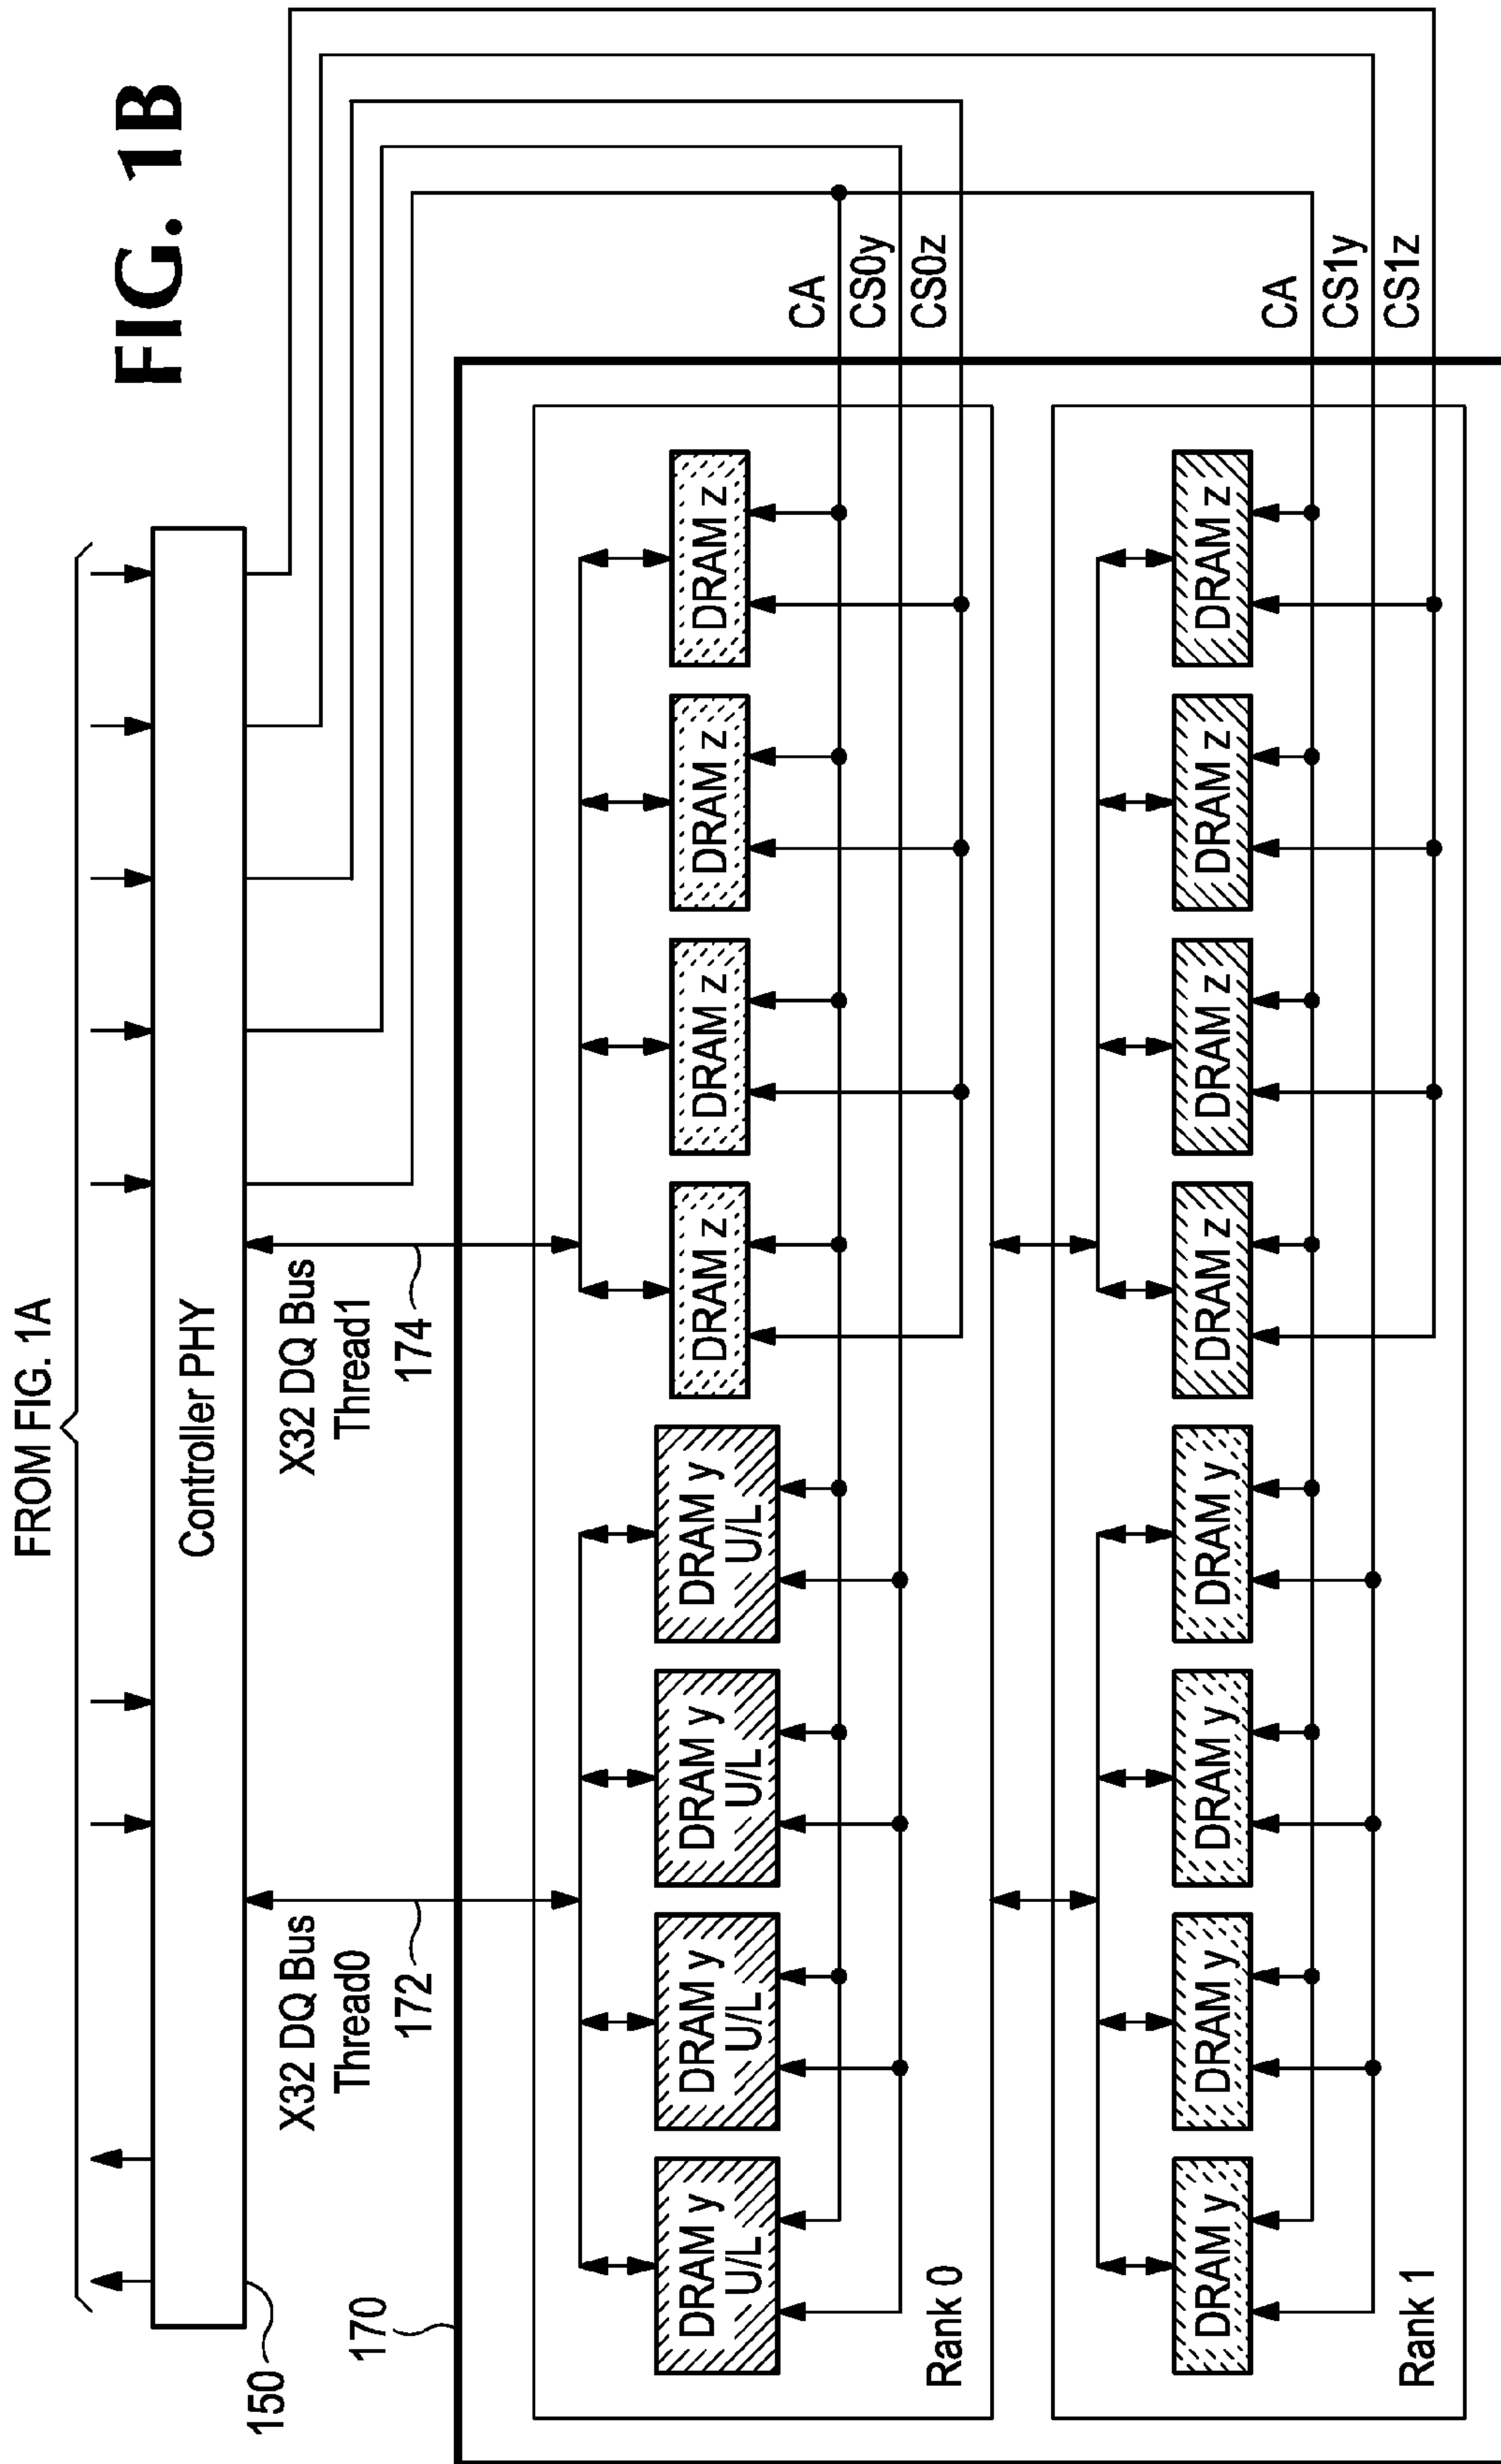 FIG. 1B
FROM FIG. 1A
Controller PHY
150
X32 DQ Bus
Thread0
172
X32 DQ Bus
Thread1
174
170
DRAM y
U/L
DRAM y
U/L
DRAM y
U/L
DRAM y
U/L
DRAM z
DRAM z
DRAM z
DRAM z
CA
CS0y
CS0z
Rank 0
DRAM y
DRAM y
DRAM y
DRAM y
DRAM z
DRAM z
DRAM z
DRAM z
CA
CS1y
CS1z
Rank 1